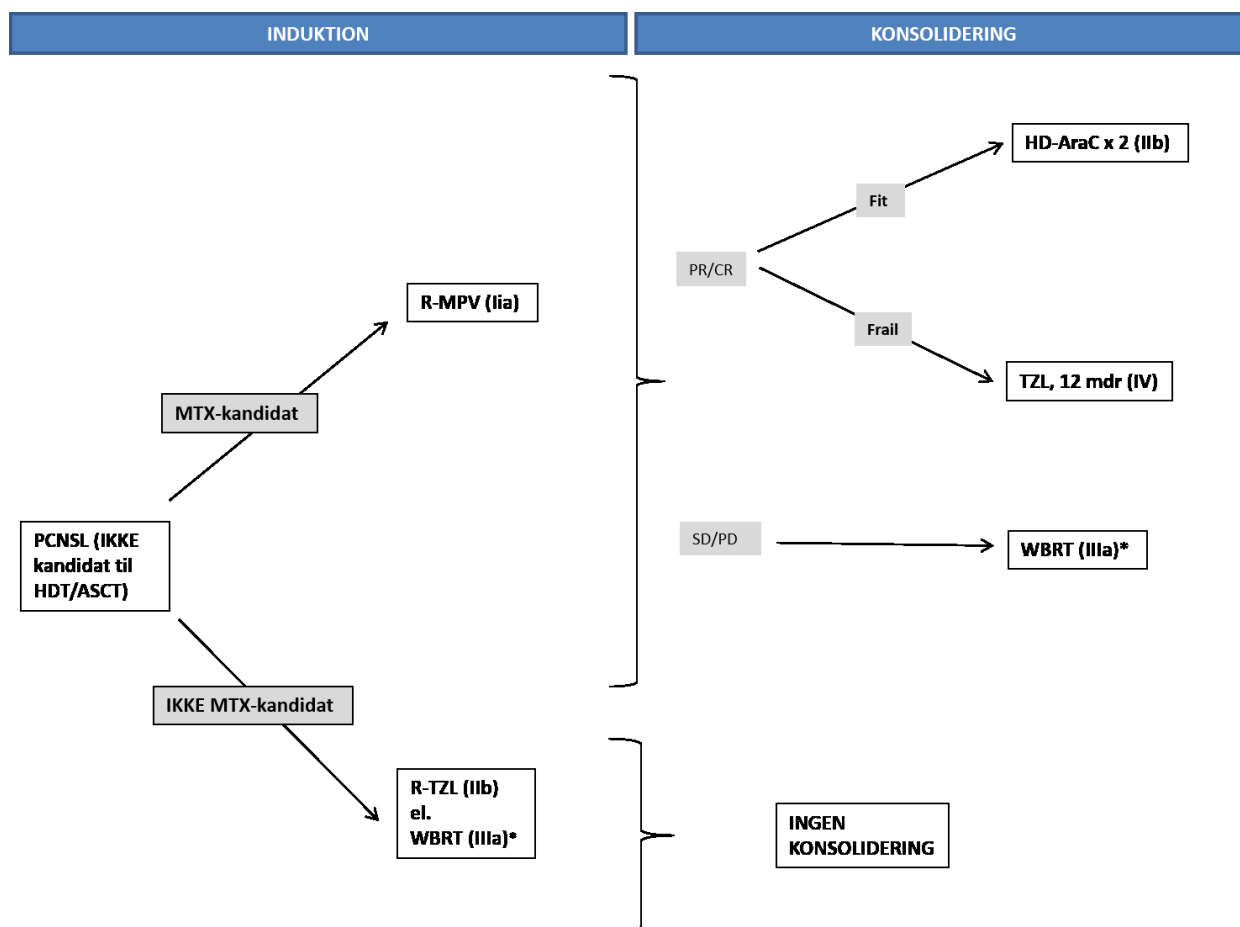 INDUKTION
KONSOLIDERING
HD-AraC x 2 (IIb)
Fit
PR/CR
R-MPV (Iia)
Frail
TZL, 12 mdr (IV)
MTX-kandidat
PCNSL (IKKE
kandidat til
HDT/ASCT)
SD/PD
WBRT (IIIa)*
IKKE MTX-kandidat
R-TZL (IIb)
el.
WBRT (IIIa)*
INGEN
KONSOLIDERING